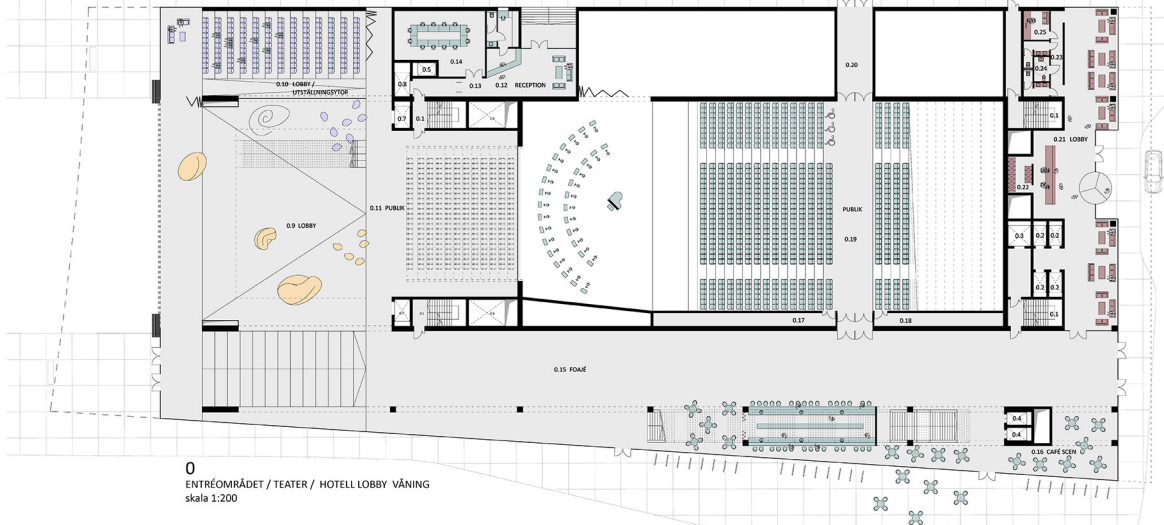 0.25
0.14
0.23
0.20
0.24
0.5
0.10 LOBBY /
UTSTÄLLNINGSYTOR
0.8
0.13
0.12
RECEPTION
0.7
0.1
0.1
0.21 LOBBY
0.22
0.11 PUBLIK
PUBLIK
0.9 LOBBY
0.3
0.2
0.2
0.19
0.2
0.2
0.1
0.17
0.18
0.15 FOAJÉ
0.4
0.4
0.16 CAFÉ SCEN
0
ENTRÉOMRÅDET / TEATER / HOTELL LOBBY VÅNING
skala 1:200